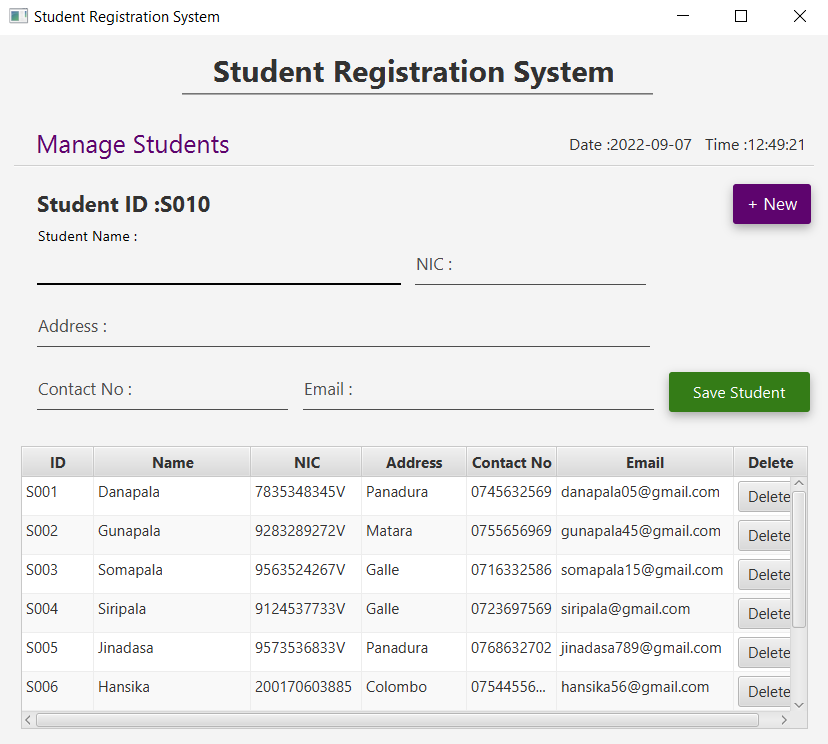 Student Registration System
Student Registration System
Manage Students Date :2022-09-07 Time :12:49:21
Student ID :S010 + New
Student Name :
NIC :
Address :
Contact No : Email : Save Student
ID Name NIC Address Contact No Email Delete
S001 Danapala 7835348345V Panadura 0745632569 danapala05@gmail.com Delete
S002 Gunapala 9283289272V Matara 0755656969 gunapala45@gmail.com Delete
S003 Somapala 9563524267V Galle 0716332586 somapala15@gmail.com Delete
S004 Siripala 9124537733V Galle 0723697569 siripala@gmail.com Delete
S005 Jinadasa 9573536833V Panadura 0768632702 jinadasa789@gmail.com Delete
S006 Hansika 200170603885 Colombo 07544556... hansika56@gmail.com Delete